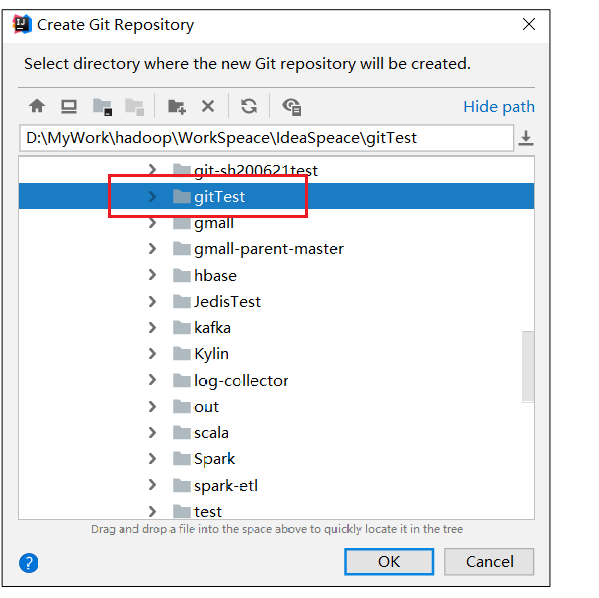 Create Git Repository
Select directory where the new Git repository will be created.
Hide path
D:\MyWork\hadoop\WorkSpeace\IdeaSpeace\gitTest
git-sh200621test
gitTest
gmall
gmall-parent-master
hbase
JedisTest
kafka
Kylin
log-collector
out
scala
Spark
spark-etl
test
Drag and drop a file into the space above to quickly locate it in the tree
?
OK
Cancel